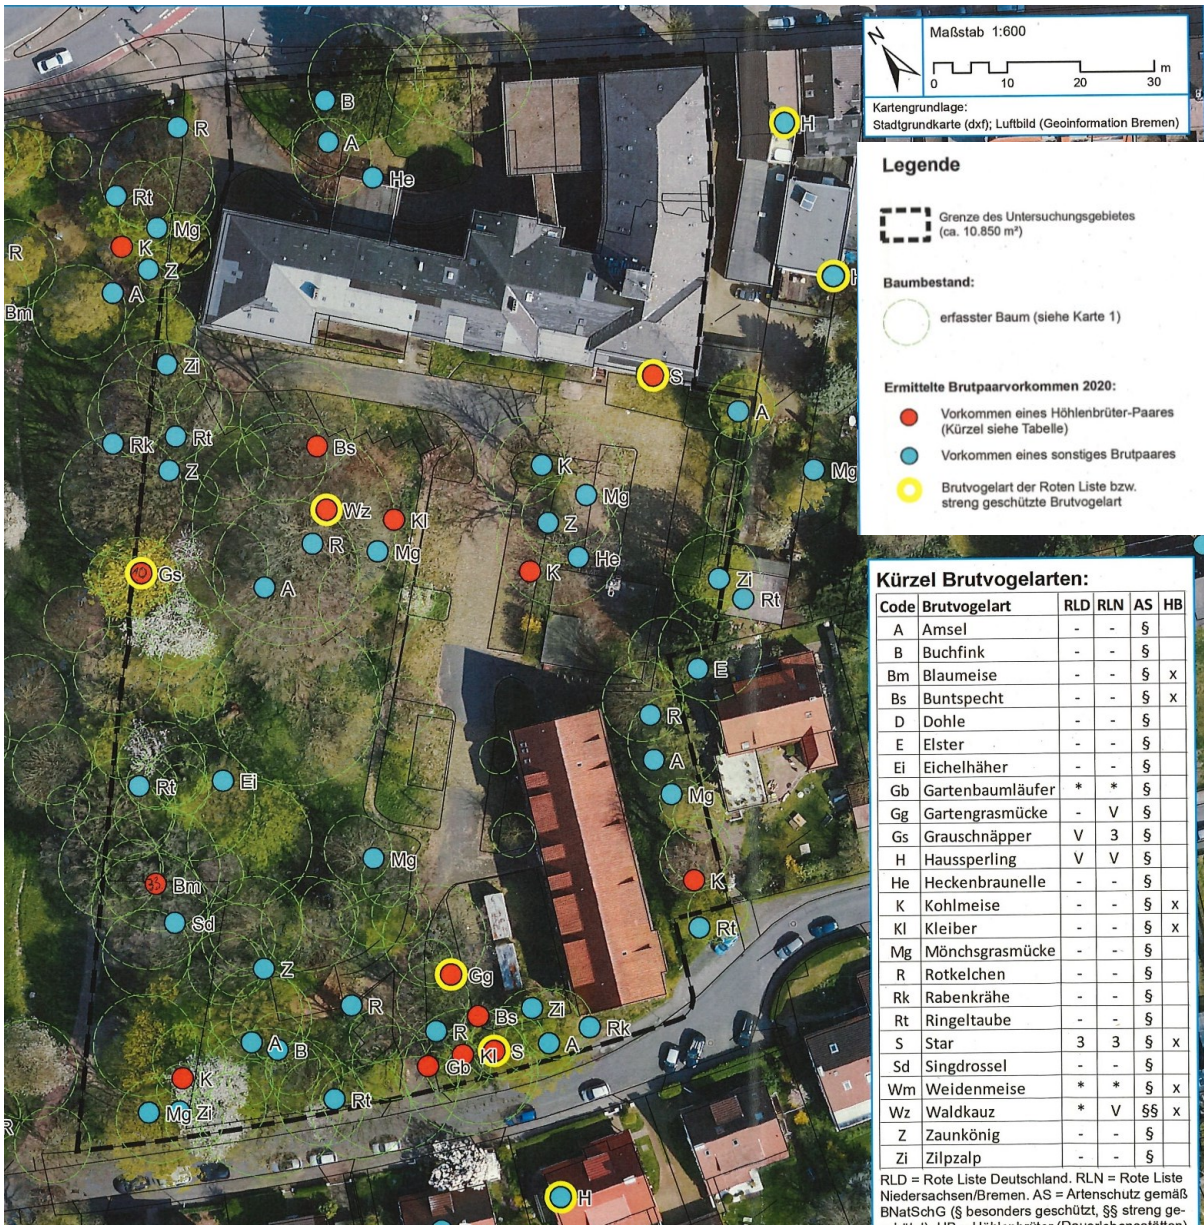 N
Maßstab 1:600
0 10 20 30 m
Kartengrundlage:
Stadtgrundkarte (dxf); Luftbild (Geoinformation Bremen)
Legende
Grenze des Untersuchungsgebietes
(ca. 10.850 m²)
Baumbestand:
erfasster Baum (siehe Karte 1)
Ermittelte Brutpaarvorkommen 2020:
Vorkommen eines Höhlenbrüter-Paares
(Kürzel siehe Tabelle)
Vorkommen eines sonstiges Brutpaares
Brutvogelart der Roten Liste bzw.
streng geschützte Brutvogelart
Kürzel Brutvogelarten:
Code Brutvogelart RLD RLN AS HB
A Amsel - - §
B Buchfink - - §
Bm Blaumeise - - § x
Bs Buntspecht - - § x
D Dohle - - §
E Elster - - §
Ei Eichelhäher - - §
Gb Gartenbaumläufer * * §
Gg Gartengrasmücke - V §
Gs Grauschnäpper V 3 §
H Haussperling V V §
He Heckenbraunelle - - §
K Kohlmeise - - § x
Kl Kleiber - - § x
Mg Mönchsgrasmücke - - §
R Rotkelchen - - §
Rk Rabenkrähe - - §
Rt Ringeltaube - - §
S Star 3 3 § x
Sd Singdrossel - - §
Wm Weidenmeise * * § x
Wz Waldkauz * V §§ x
Z Zaunkönig - - §
Zi Zilpzalp - - §
RLD = Rote Liste Deutschland. RLN = Rote Liste
Niedersachsen/Bremen. AS = Artenschutz gemäß
BNatSchG (§ besonders geschützt, §§ streng ge-
B
R
A
H
He
Rt
Mg
K
R
Z
H
A
Bm
Zi
S
A
Rk
Rt
Bs
Z
K
Mg
Mg
Wz
Kl
Z
R
Mg
He
Gs
A
K
Zi
Rt
E
R
A
Rt
Ei
Mg
Mg
Bm
K
Sd
Rt
Z
Gg
R
Bs
Zi
R
Rk
A
B
Kl
S
A
Gb
K
Rt
Mg
Zi
R
H